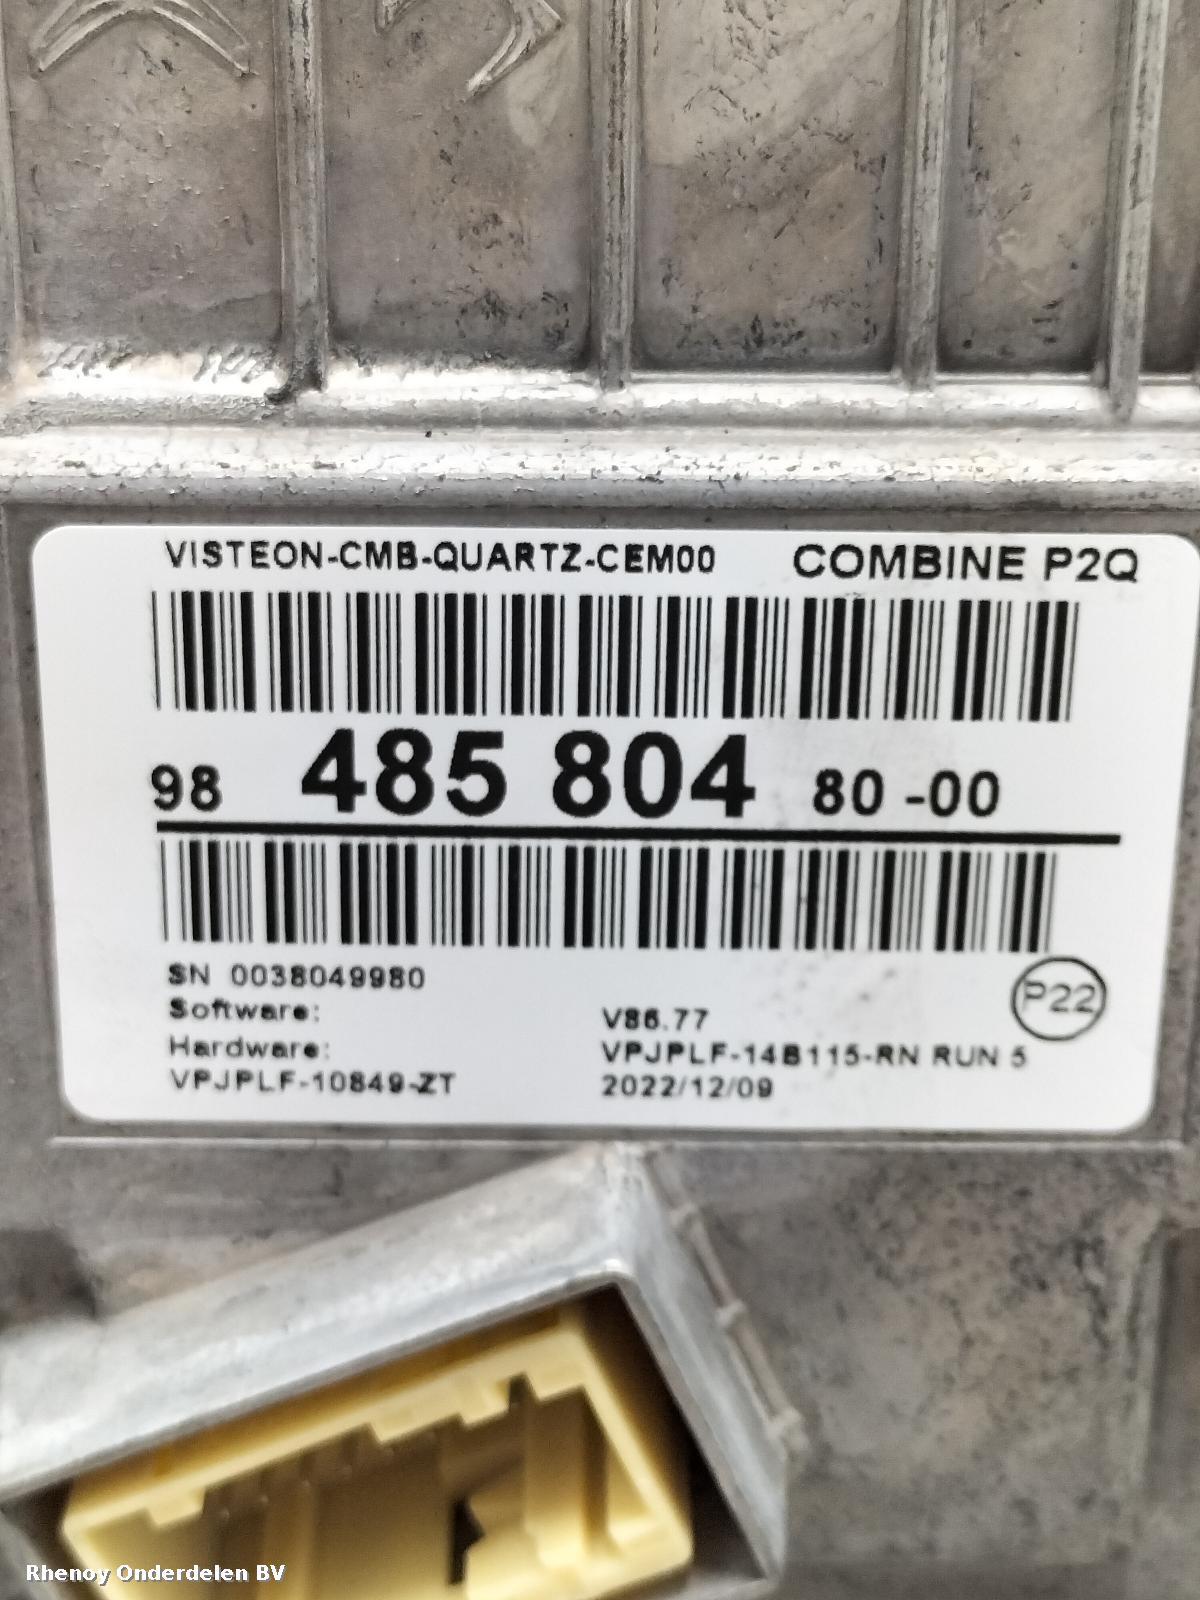 VISTEON-CMB-QUARTZ-CEM00 COMBINE P2Q
98 485 804 80 -00
SN 0038049980
P22
Software: V86.77
Hardware: VPJPLF-14B115-RN RUN 5
VPJPLF-10849-ZT 2022/12/09
Rhenoy Onderdelen BV